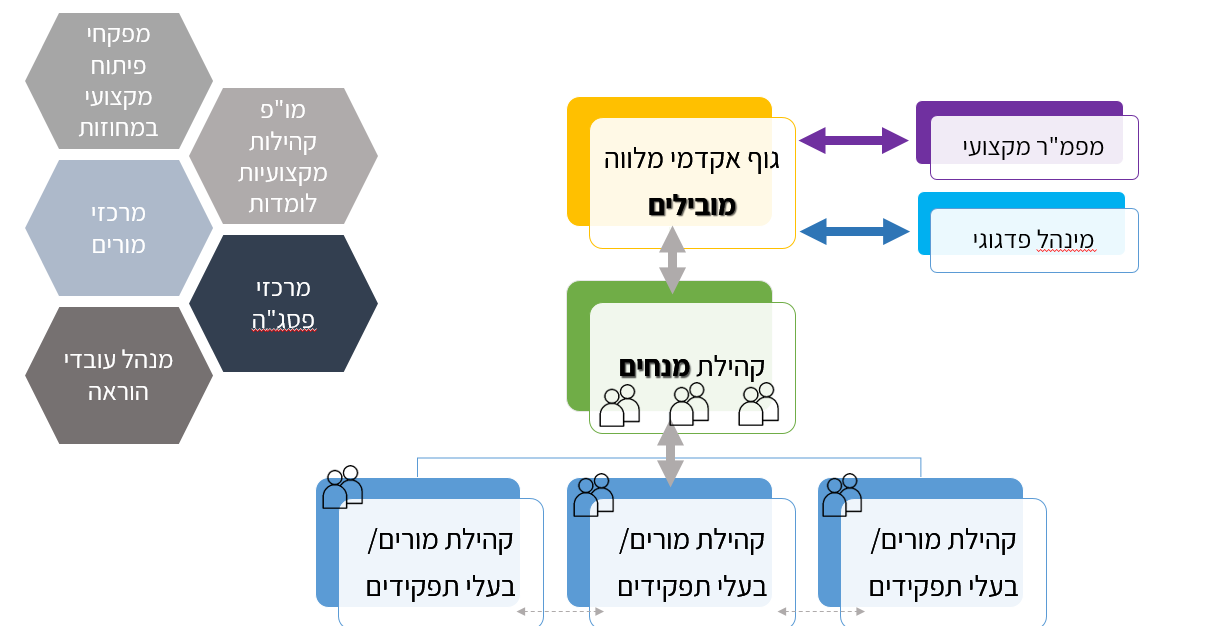 מפקחי
פיתוח
מקצועי
במחוזות
מו"פ
קהילות
מקצועיות
לומדות
מרכזי
מורים
מרכזי
פסג"ה
מנהל עובדי
הוראה
גוף אקדמי מלווה
מובילים
מפמ"ר מקצועי
מינהל פדגוגי
קהילת מנחים
קהילת מורים/
בעלי תפקידים
קהילת מורים/
בעלי תפקידים
קהילת מורים/
בעלי תפקידים